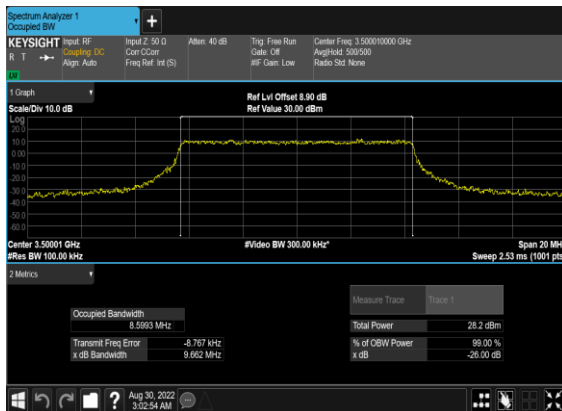 Spectrum Analyzer 1
Occupied BW
KEYSIGHT
R T
Input: RF
Coupling: DC
Align: Auto
Input Z: 50 Ω
Corr CCorr
Freq Ref: Int (S)
Atten: 40 dB
Trig: Free Run
Gate: Off
#IF Gain: Low
Center Freq: 3.500010000 GHz
Avg|Hold: 500/500
Radio Std: None
1 Graph
Scale/Div 10.0 dB
Ref Lvl Offset 8.90 dB
Ref Value 30.00 dBm
Log
20.0
10.0
0.00
-10.0
-20.0
-30.0
-40.0
-50.0
-60.0
Center 3.50001 GHz
#Res BW 100.00 kHz
#Video BW 300.00 kHz*
Span 20 MH
Sweep 2.53 ms (1001 pts
2 Metrics
Measure Trace Trace 1
Occupied Bandwidth
8.5993 MHz
Total Power 28.2 dBm
Transmit Freq Error -8.767 kHz
% of OBW Power 99.00 %
x dB Bandwidth 9.662 MHz
x dB -26.00 dB
?
Aug 30, 2022
3:02:54 AM